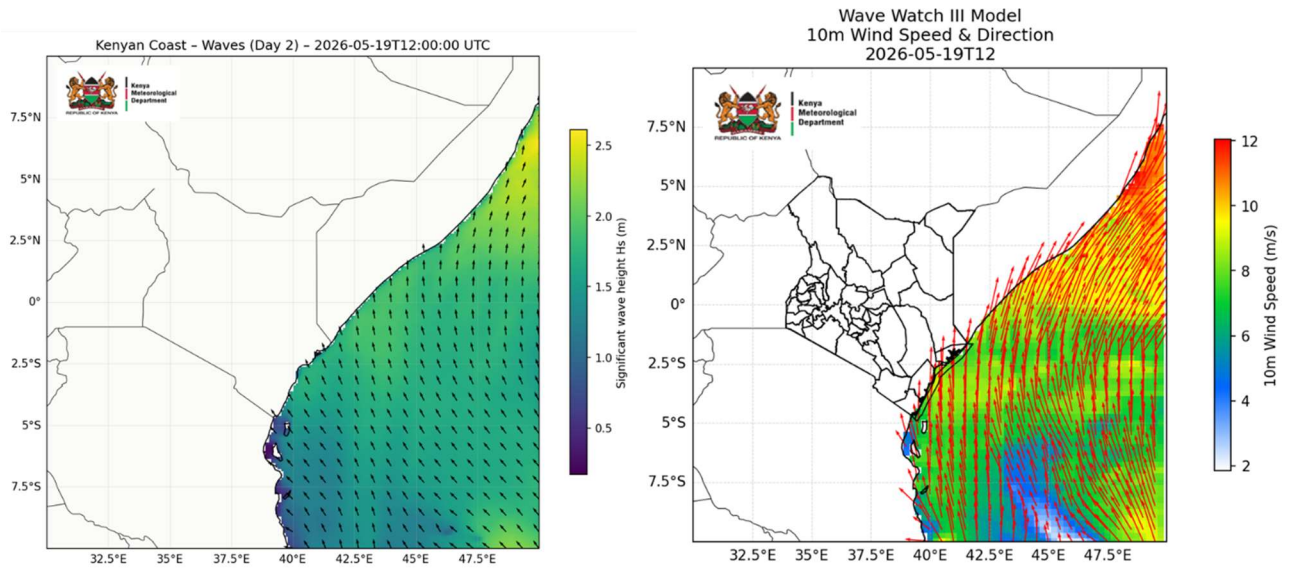 Kenyan Coast – Waves (Day 2) – 2026-05-19T12:00:00 UTC
Kenya
Meteorological
Department
REPUBLIC OF KENYA
7.5°N
5°N
2.5°N
0°
2.5°S
5°S
7.5°S
32.5°E
35°E
37.5°E
40°E
42.5°E
45°E
47.5°E
2.5
2.0
1.5
1.0
0.5
Significant wave height Hs (m)
Wave Watch III Model
10m Wind Speed & Direction
2026-05-19T12
Kenya
Meteorological
Department
REPUBLIC OF KENYA
7.5°N
5°N
2.5°N
0°
2.5°S
5°S
7.5°S
32.5°E
35°E
37.5°E
40°E
42.5°E
45°E
47.5°E
12
10
8
6
4
2
10m Wind Speed (m/s)